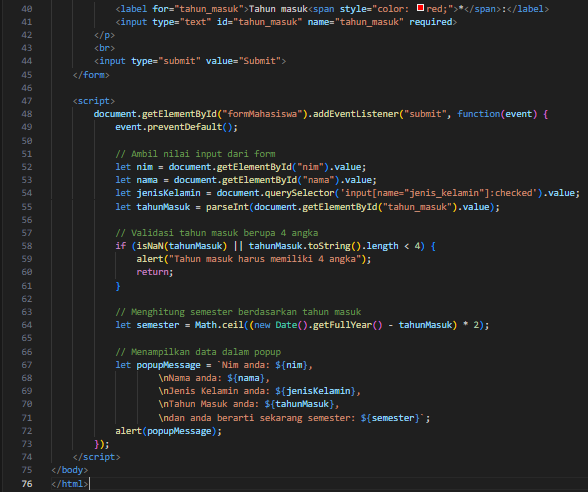 40 <label for="tahun_masuk">Tahun masuk<span style="color: red;">*</span>:</label>
41 <input type="text" id="tahun_masuk" name="tahun_masuk" required>
42 </p>
43 <br>
44 <input type="submit" value="Submit">
45 </form>
46
47 <script>
48 document.getElementById("formMahasiswa").addEventListener("submit", function(event) {
49 event.preventDefault();
50
51 // Ambil nilai input dari form
52 let nim = document.getElementById("nim").value;
53 let nama = document.getElementById("nama").value;
54 let jenisKelamin = document.querySelector('input[name="jenis_kelamin"]:checked').value;
55 let tahunMasuk = parseInt(document.getElementById("tahun_masuk").value);
56
57 // Validasi tahun masuk berupa 4 angka
58 if (isNaN(tahunMasuk) || tahunMasuk.toString().length < 4) {
59 alert("Tahun masuk harus memiliki 4 angka");
60 return;
61 }
62
63 // Menghitung semester berdasarkan tahun masuk
64 let semester = Math.ceil((new Date().getFullYear() - tahunMasuk) * 2);
65
66 // Menampilkan data dalam popup
67 let popupMessage = `Nim anda: ${nim},
68 \nNama anda: ${nama},
69 \nJenis Kelamin anda: ${jenisKelamin},
70 \nTahun Masuk anda: ${tahunMasuk},
71 \ndan anda berarti sekarang semester: ${semester}`;
72 alert(popupMessage);
73 });
74 </script>
75 </body>
76 </html>